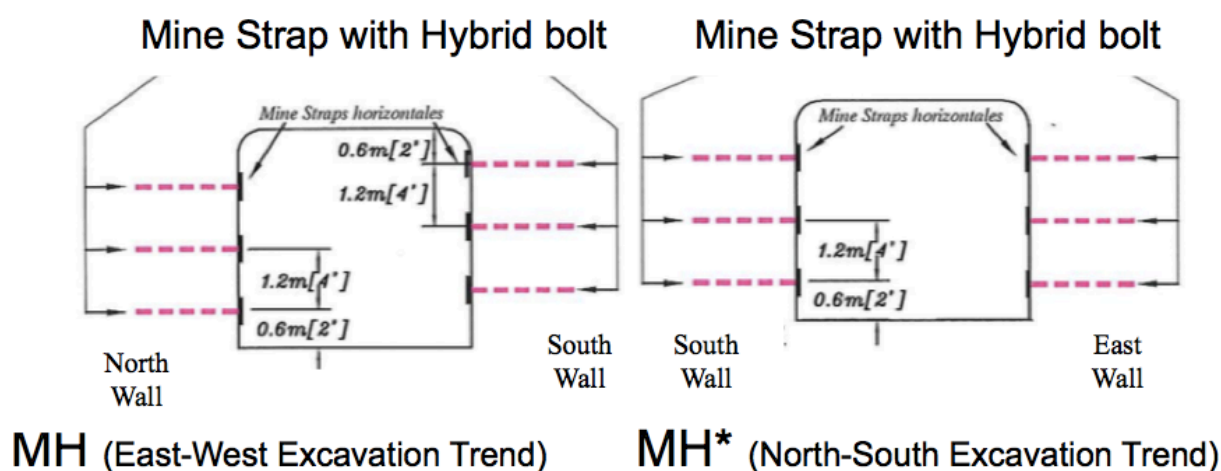 Mine Strap with Hybrid bolt
Mine Straps horizontales
0.6m[2']
1.2m[4']
1.2m[4']
0.6m[2']
North
Wall
South
Wall
MH (East-West Excavation Trend)
Mine Strap with Hybrid bolt
Mine Straps horizontales
1.2m[4']
0.6m[2']
South
Wall
East
Wall
MH* (North-South Excavation Trend)